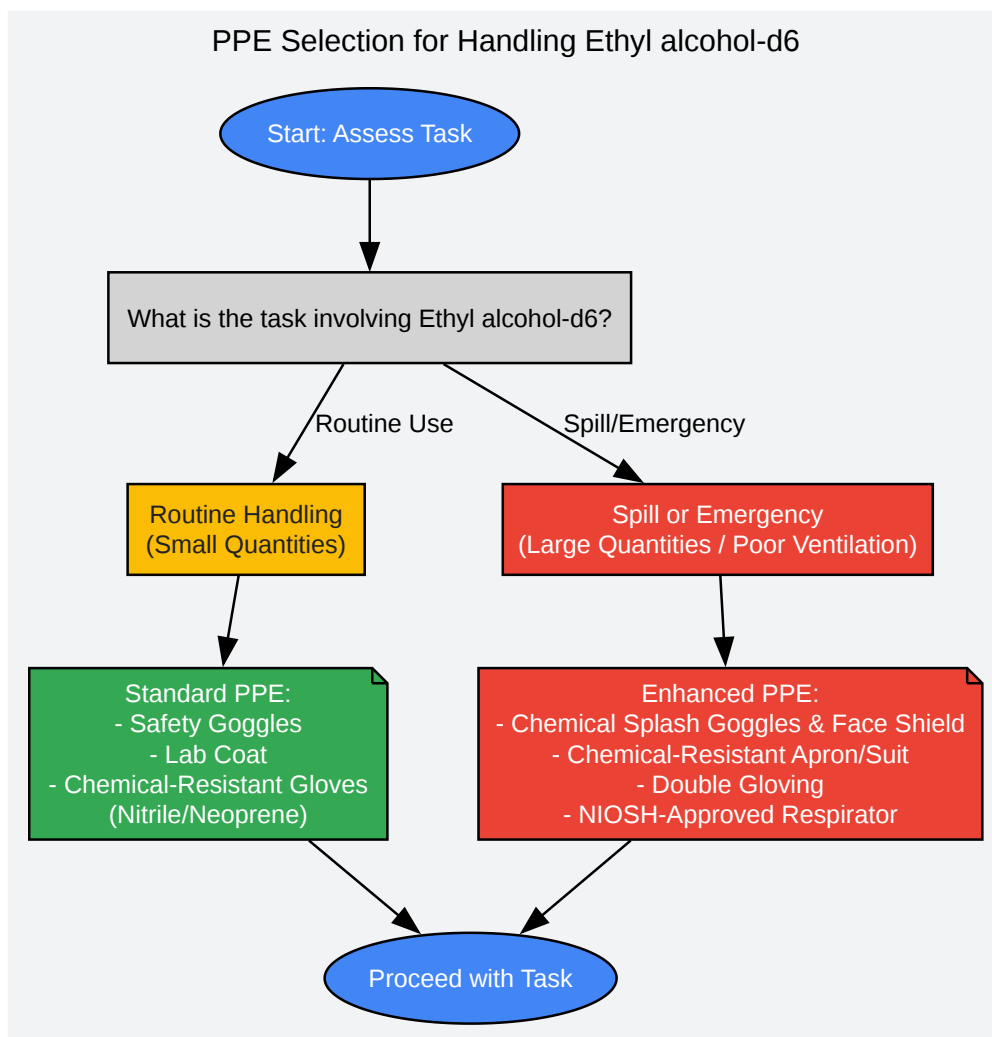 PPE Selection for Handling Ethyl alcohol-d6
Start: Assess Task
What is the task involving Ethyl alcohol-d6?
Routine Use
Spill/Emergency
Routine Handling
(Small Quantities)
Spill or Emergency
(Large Quantities / Poor Ventilation)
Standard PPE:
- Safety Goggles
- Lab Coat
- Chemical-Resistant Gloves
(Nitrile/Neoprene)
Enhanced PPE:
- Chemical Splash Goggles & Face Shield
- Chemical-Resistant Apron/Suit
- Double Gloving
- NIOSH-Approved Respirator
Proceed with Task